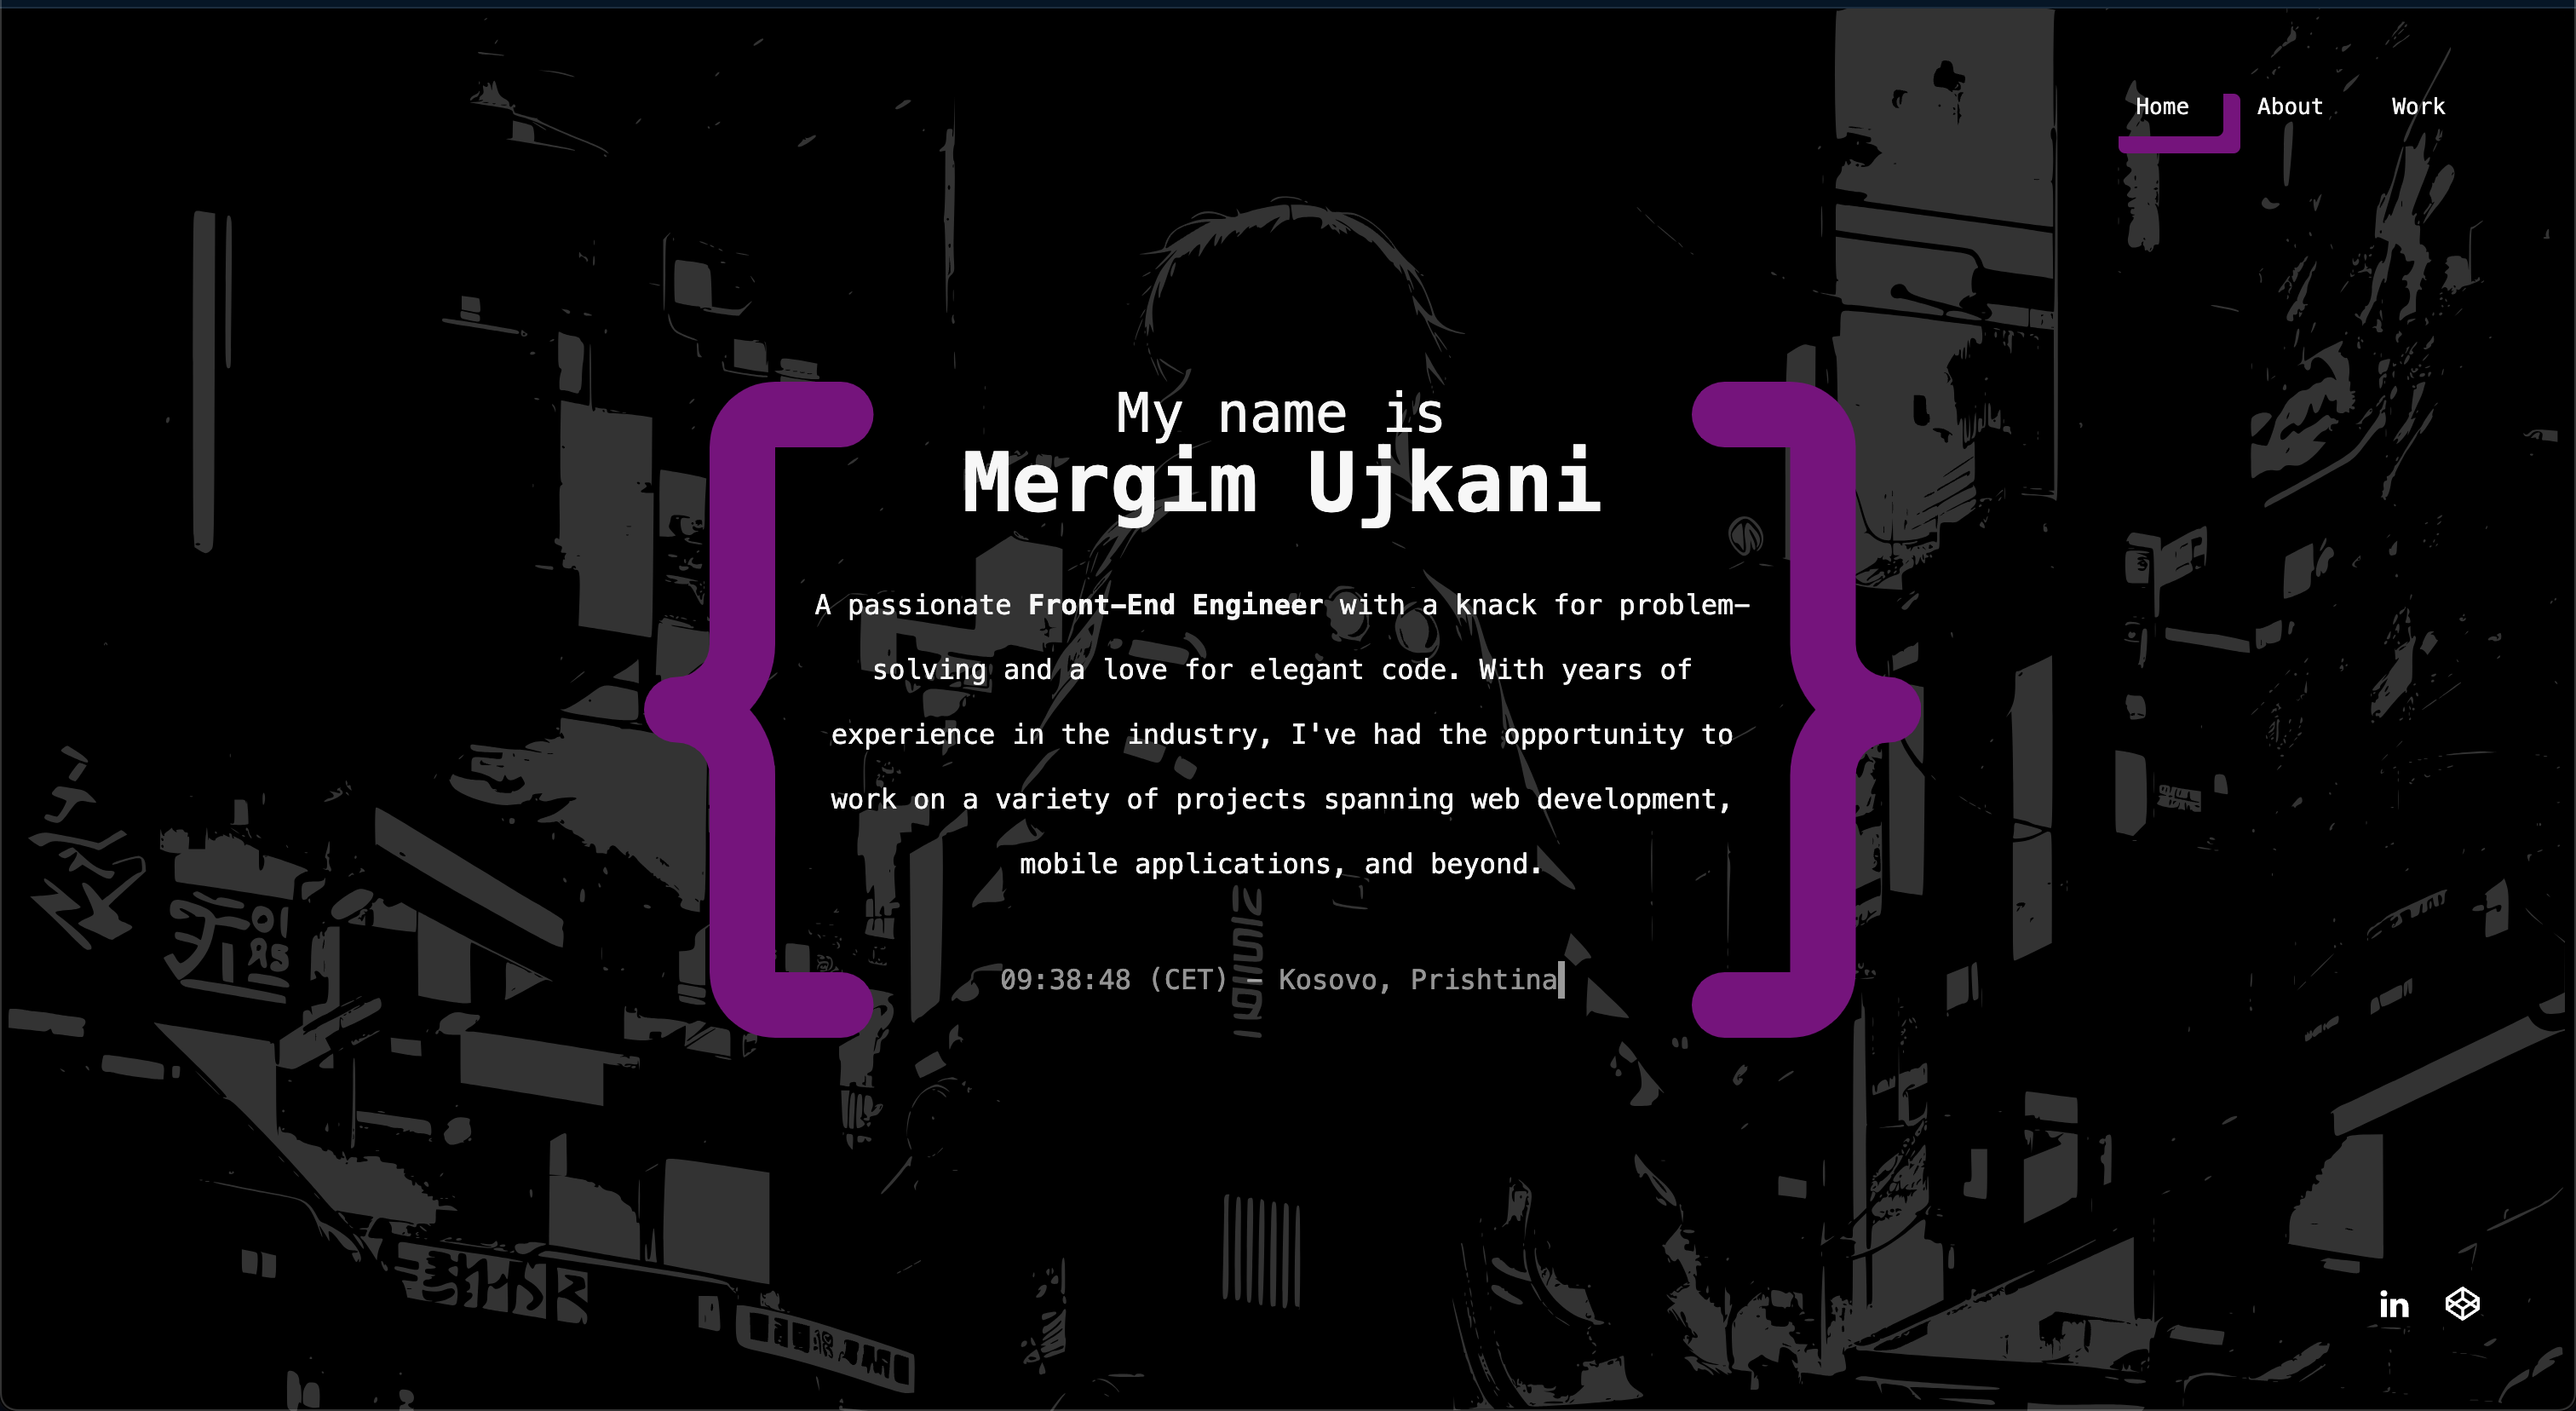 Home About Work
My name is
Mergim Ujkani
A passionate Front-End Engineer with a knack for problem-
solving and a love for elegant code. With years of
experience in the industry, I've had the opportunity to
work on a variety of projects spanning web development,
mobile applications, and beyond.
09:38:48 (CET) - Kosovo, Prishtina
in